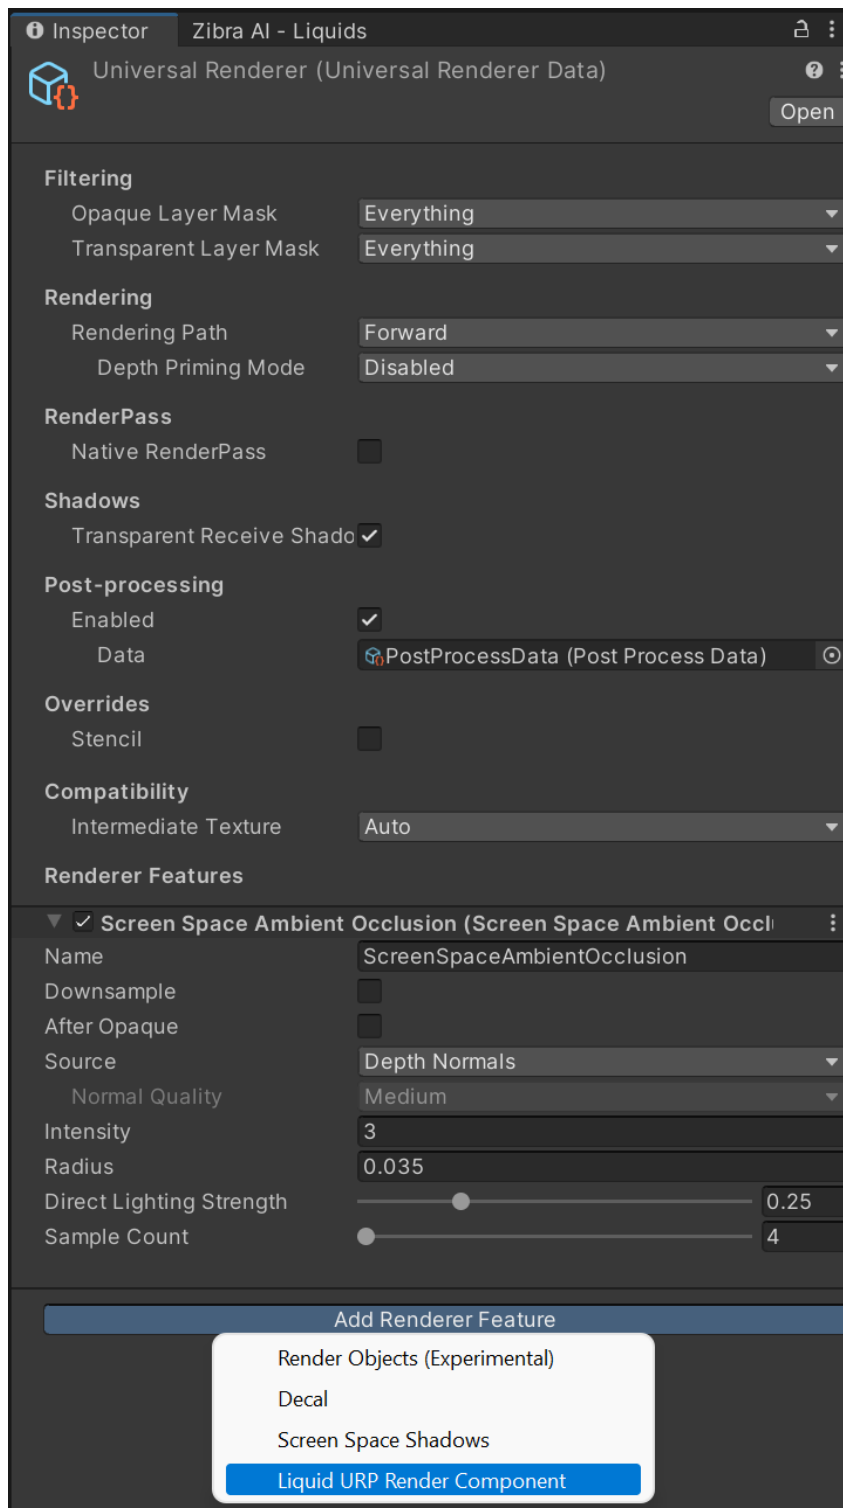 Inspector Zibra AI - Liquids
Universal Renderer (Universal Renderer Data)
Open
Filtering
Opaque Layer Mask Everything
Transparent Layer Mask Everything
Rendering
Rendering Path Forward
Depth Priming Mode Disabled
RenderPass
Native RenderPass
Shadows
Transparent Receive Shado
Post-processing
Enabled
Data PostProcessData (Post Process Data)
Overrides
Stencil
Compatibility
Intermediate Texture Auto
Renderer Features
Screen Space Ambient Occlusion (Screen Space Ambient Occl
Name ScreenSpaceAmbientOcclusion
Downsample
After Opaque
Source Depth Normals
Normal Quality Medium
Intensity 3
Radius 0.035
Direct Lighting Strength 0.25
Sample Count 4
Add Renderer Feature
Render Objects (Experimental)
Decal
Screen Space Shadows
Liquid URP Render Component